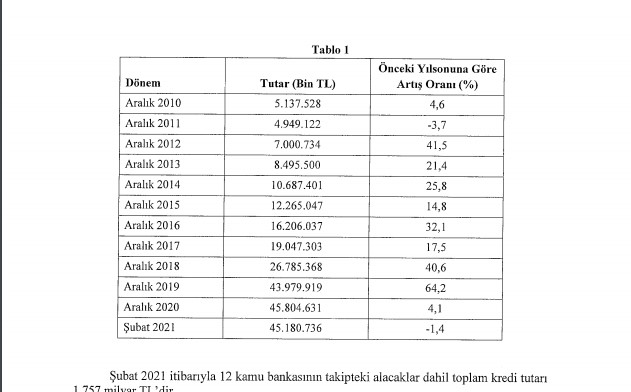 Tablo 1
Dönem Tutar (Bin TL) Önceki Yılsonuna Göre Artış Oranı (%)
Aralık 2010 5.137.528 4,6
Aralık 2011 4.949.122 -3,7
Aralık 2012 7.000.734 41,5
Aralık 2013 8.495.500 21,4
Aralık 2014 10.687.401 25,8
Aralık 2015 12.265.047 14,8
Aralık 2016 16.206.037 32,1
Aralık 2017 19.047.303 17,5
Aralık 2018 26.785.368 40,6
Aralık 2019 43.979.919 64,2
Aralık 2020 45.804.631 4,1
Şubat 2021 45.180.736 -1,4
Şubat 2021 itibarıyla 12 kamu bankasının takipteki alacaklar dahil toplam kredi tutarı
1.757 milyar TL'dir